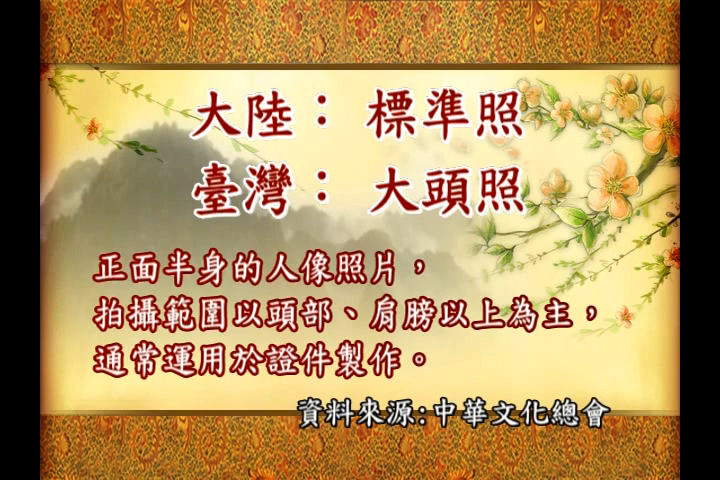 大陸： 標準照
臺灣： 大頭照
正面半身的人像照片，
拍攝範圍以頭部、肩膀以上為主，
通常運用於證件製作。
資料來源:中華文化總會